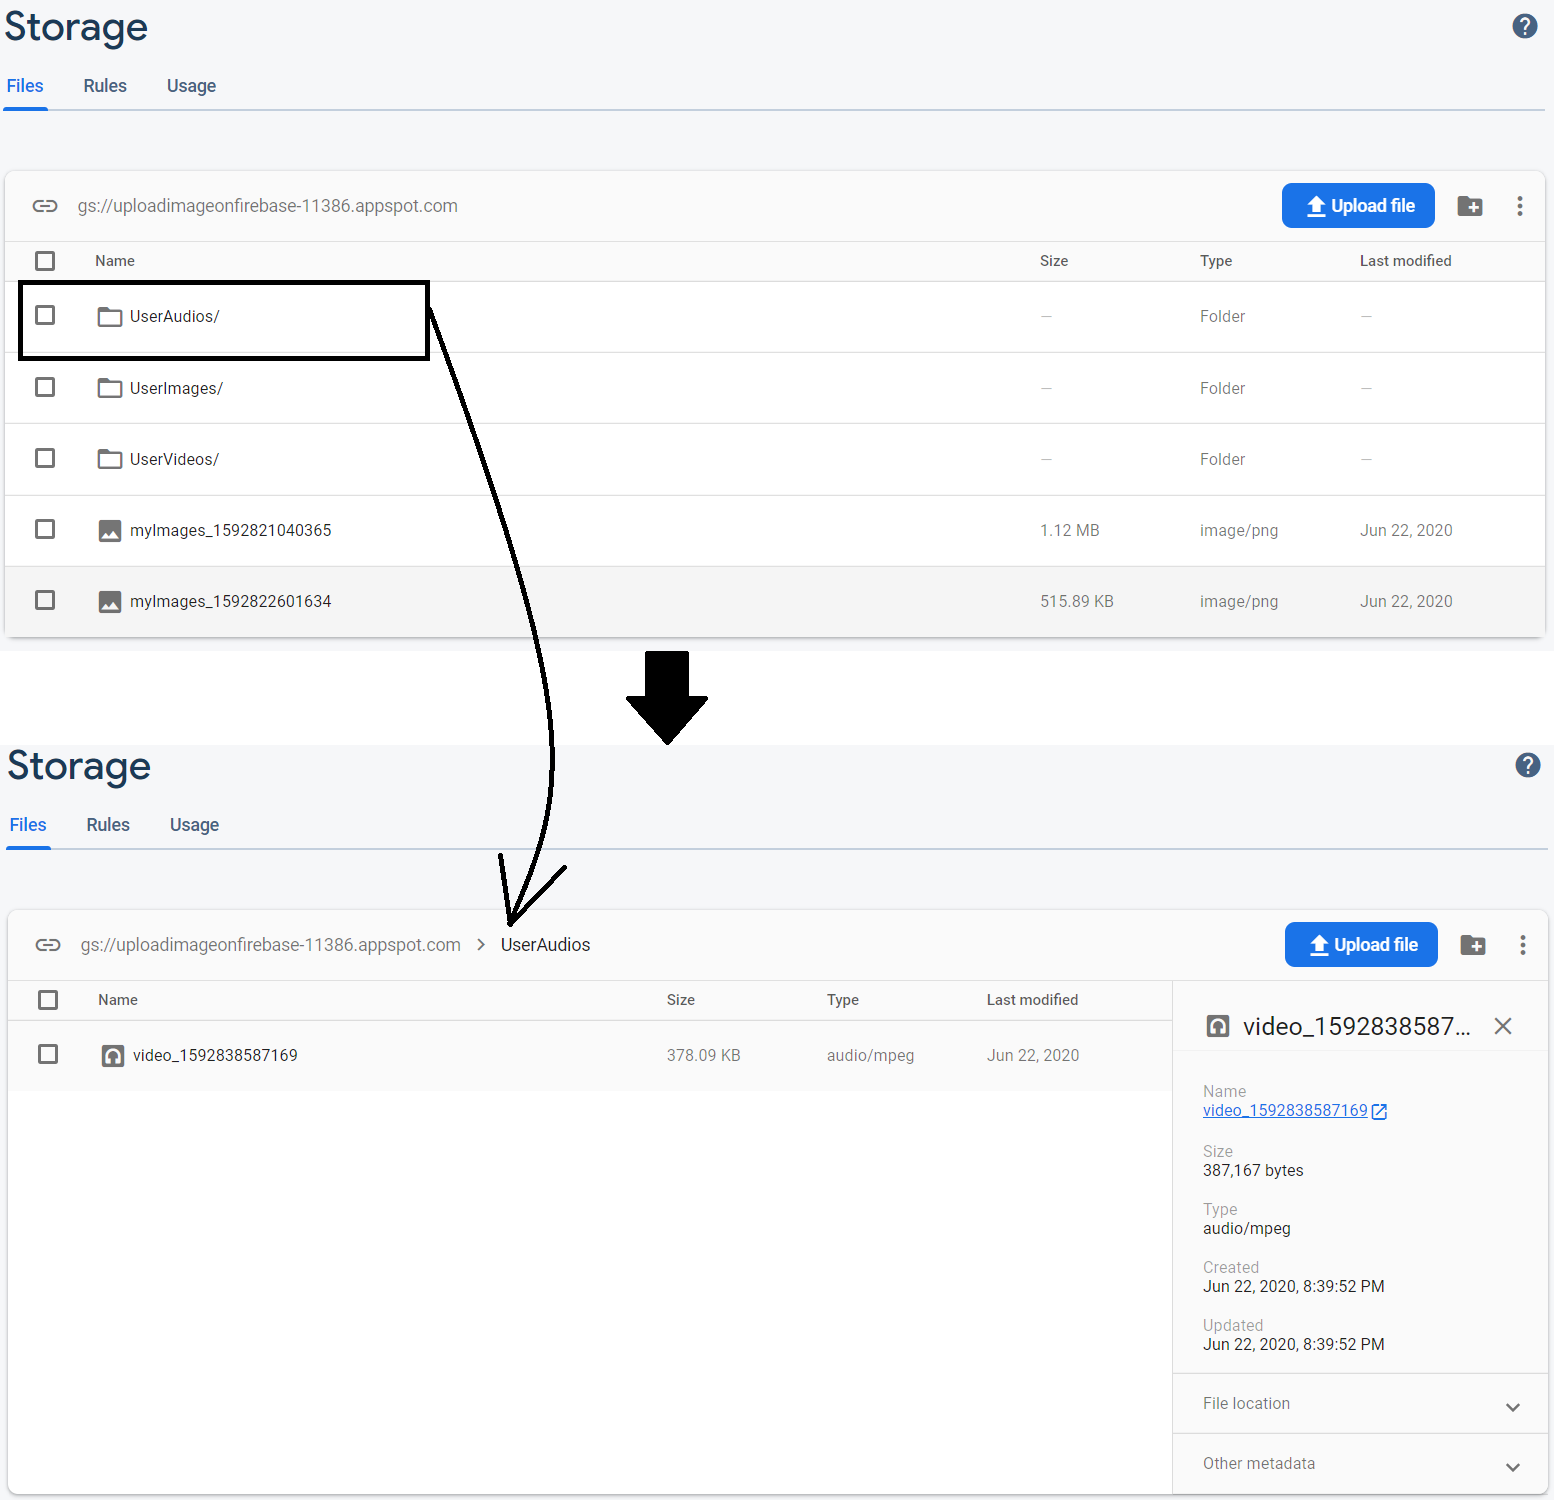 Storage
Files Rules Usage
gs://uploadimageonfirebase-11386.appspot.com Upload file
Name Size Type Last modified
UserAudios/ — Folder —
UserImages/ — Folder —
UserVideos/ — Folder —
myImages_1592821040365 1.12 MB image/png Jun 22, 2020
myImages_1592822601634 515.89 KB image/png Jun 22, 2020
Storage
Files Rules Usage
gs://uploadimageonfirebase-11386.appspot.com > UserAudios Upload file
Name Size Type Last modified
video_1592838587169 378.09 KB audio/mpeg Jun 22, 2020
video_1592838587...
Name
video_1592838587169
Size
387,167 bytes
Type
audio/mpeg
Created
Jun 22, 2020, 8:39:52 PM
Updated
Jun 22, 2020, 8:39:52 PM
File location
Other metadata